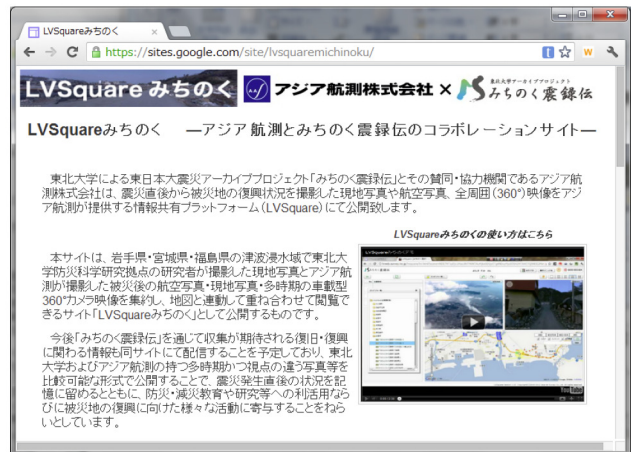 LVSquareみちのく
https://sites.google.com/site/lvsquaremichinoku/
LVSquare みちのく アジア航測株式会社 × 東北大学アーカイブプロジェクト みちのく震録伝
LVSquareみちのく ―アジア航測とみちのく震録伝のコラボレーションサイト―
東北大学による東日本大震災アーカイブプロジェクト「みちのく震録伝」とその賛同・協力機関であるアジア航
測株式会社は、震災直後から被災地の復興状況を撮影した現地写真や航空写真、全周囲(360°)映像をアジ
ア航測が提供する情報共有プラットフォーム(LVSquare)にて公開致します。
LVSquareみちのくの使い方はこちら
本サイトは、岩手県・宮城県・福島県の津波浸水域で東北大
学防災科学研究拠点の研究者が撮影した現地写真とアジア航
測が撮影した被災後の航空写真・現地写真・多時期の車載型
360°カメラ映像を集約し、地図と連動して重ね合わせて閲覧で
きるサイト「LVSquareみちのく」として公開するものです。
今後「みちのく震録伝」を通じて収集が期待される復旧・復興
に関わる情報も同サイトにて配信することを予定しており、東北
大学およびアジア航測の持つ多時期かつ視点の違う写真等を
比較可能な形式で公開することで、震災発生直後の状況を記
憶に留めるとともに、防災・減災教育や研究等への利活用なら
びに被災地の復興に向けた様々な活動に寄与することをねら
いとしています。